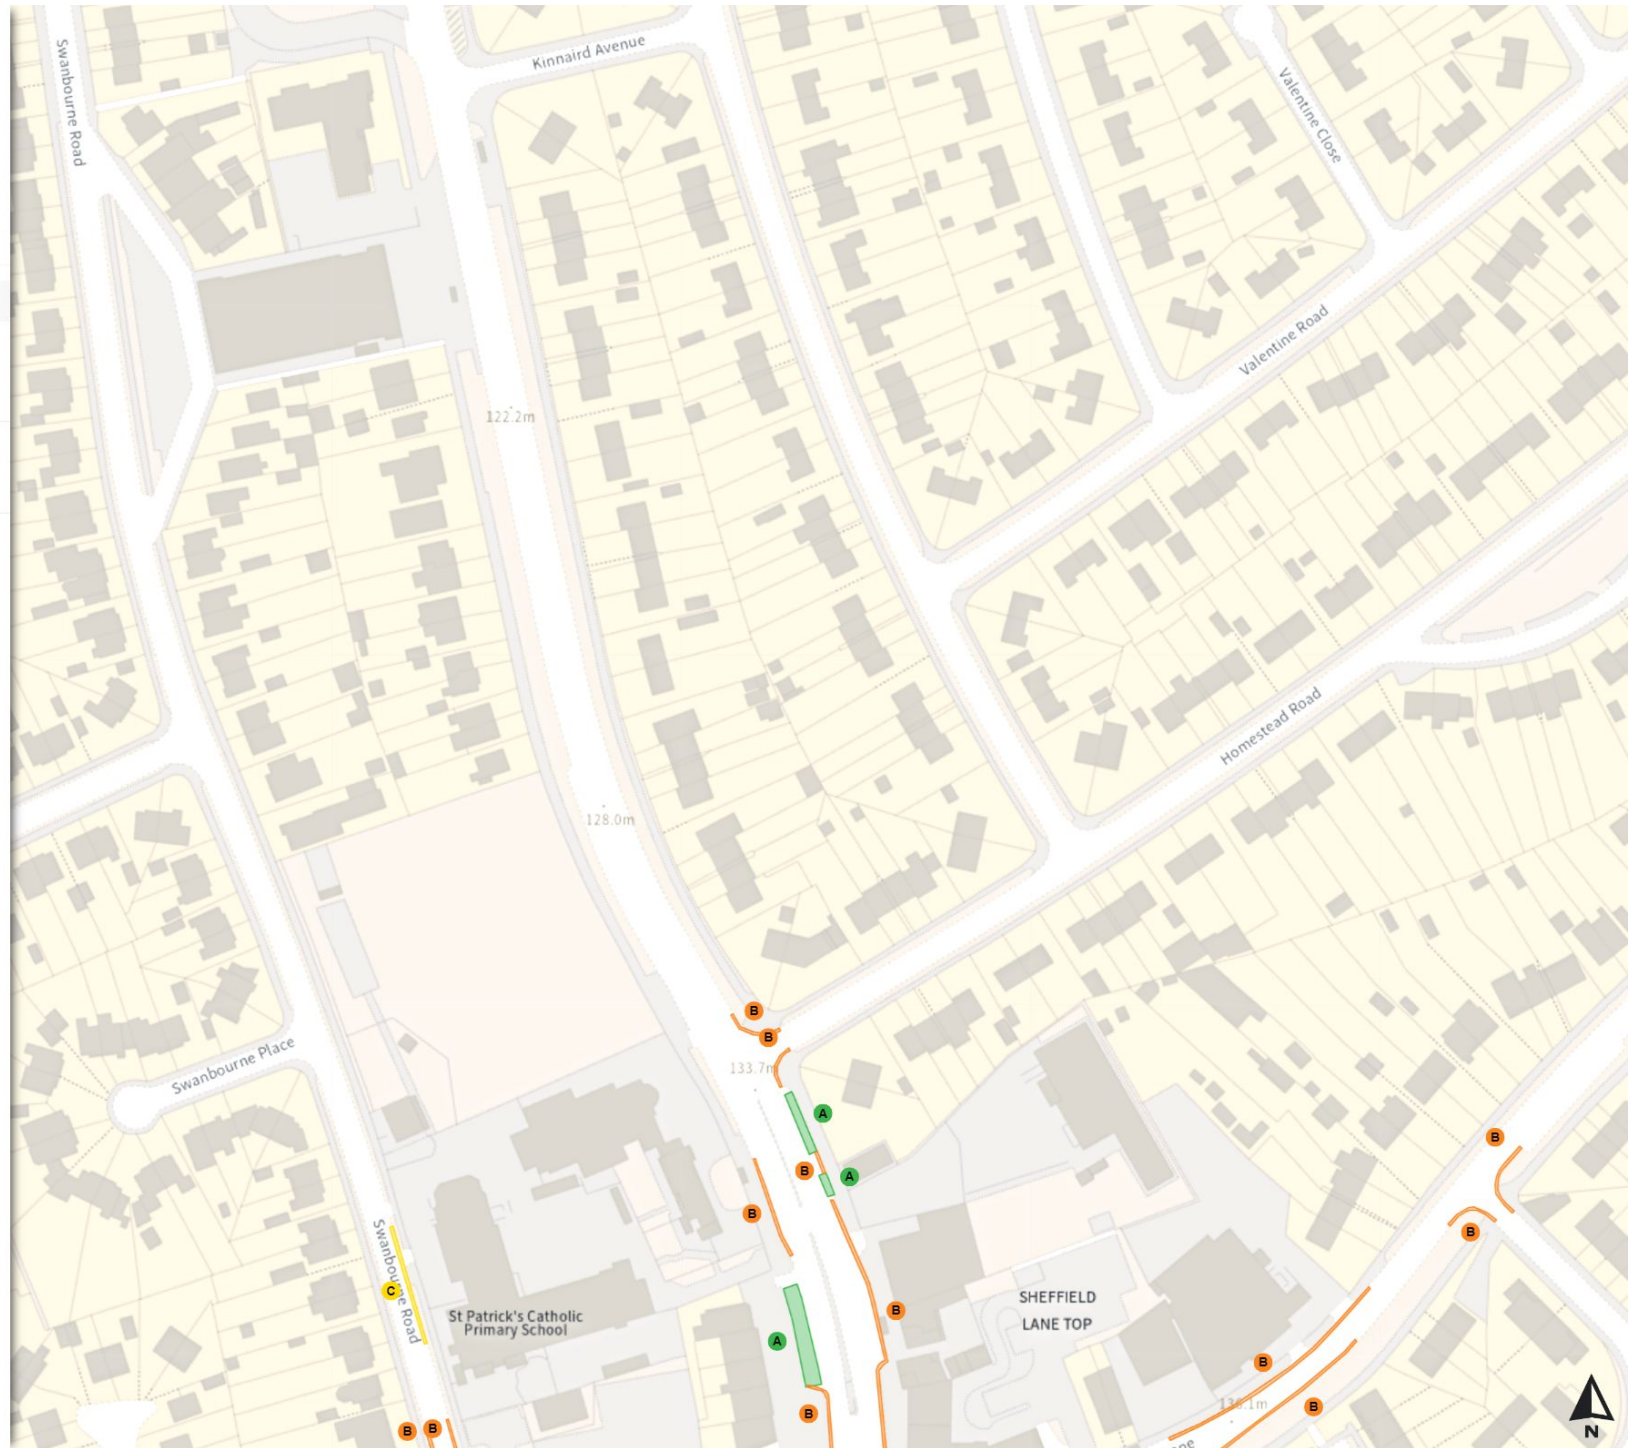 Swanbourne Road
Kinnaird Avenue
Valentine Close
Valentine Road
122.2m
Homestead Road
128.0m
B
B
133.7m
Swanbourne Place
A
B
A
B
B
B
Swanbourne Road
C
St Patrick's Catholic
Primary School
SHEFFIELD
LANE TOP
B
A
B
B
B
B
B
B
N